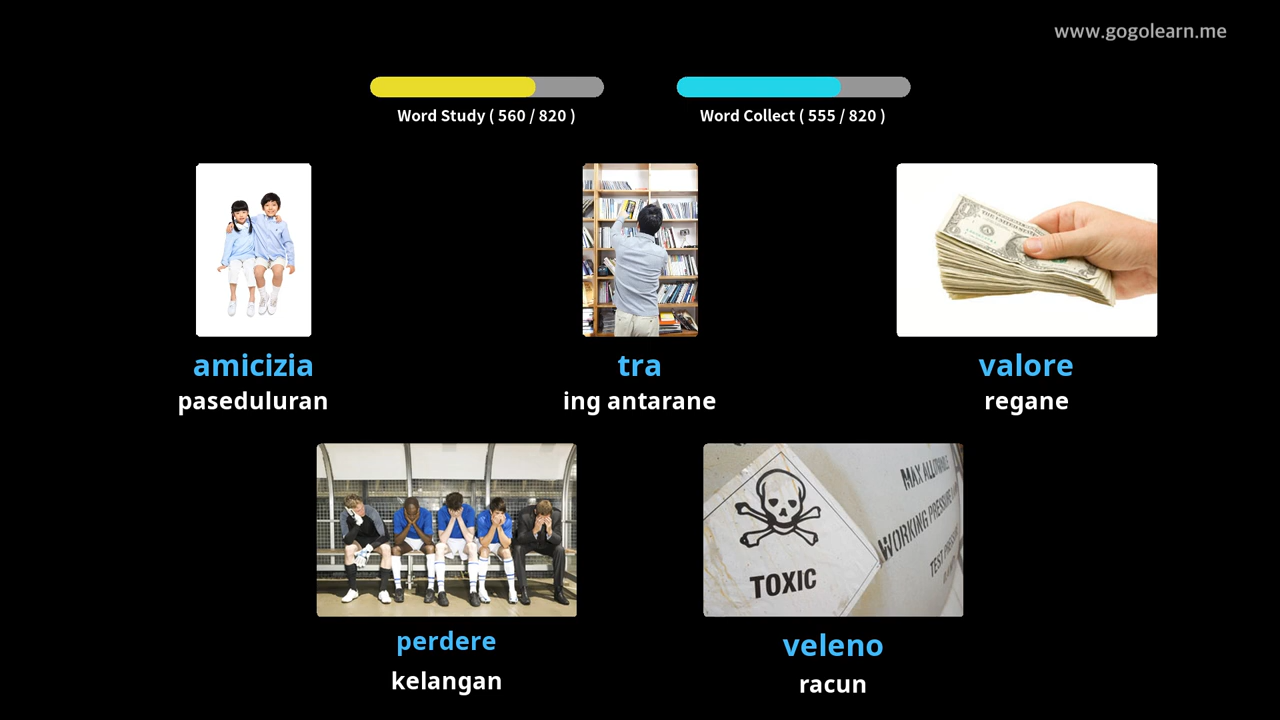 www.gogolearn.me
Word Study ( 560 / 820 )
Word Collect ( 555 / 820 )
amicizia
paseduluran
tra
ing antarane
valore
regane
TOXIC
MAX ALLOWABLE
WORKING PRESSURE
perdere
kelangan
veleno
racun